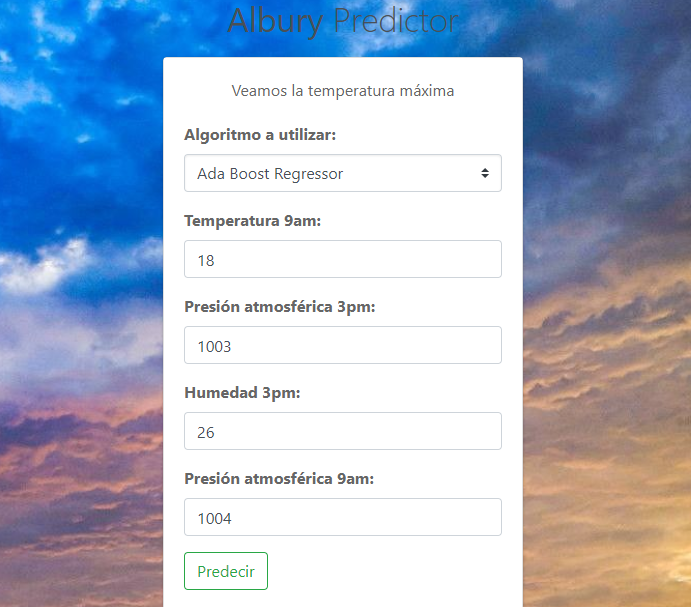 Albury Predictor
Veamos la temperatura máxima
Algoritmo a utilizar:
Ada Boost Regressor
Temperatura 9am:
18
Presión atmosférica 3pm:
1003
Humedad 3pm:
26
Presión atmosférica 9am:
1004
Predecir